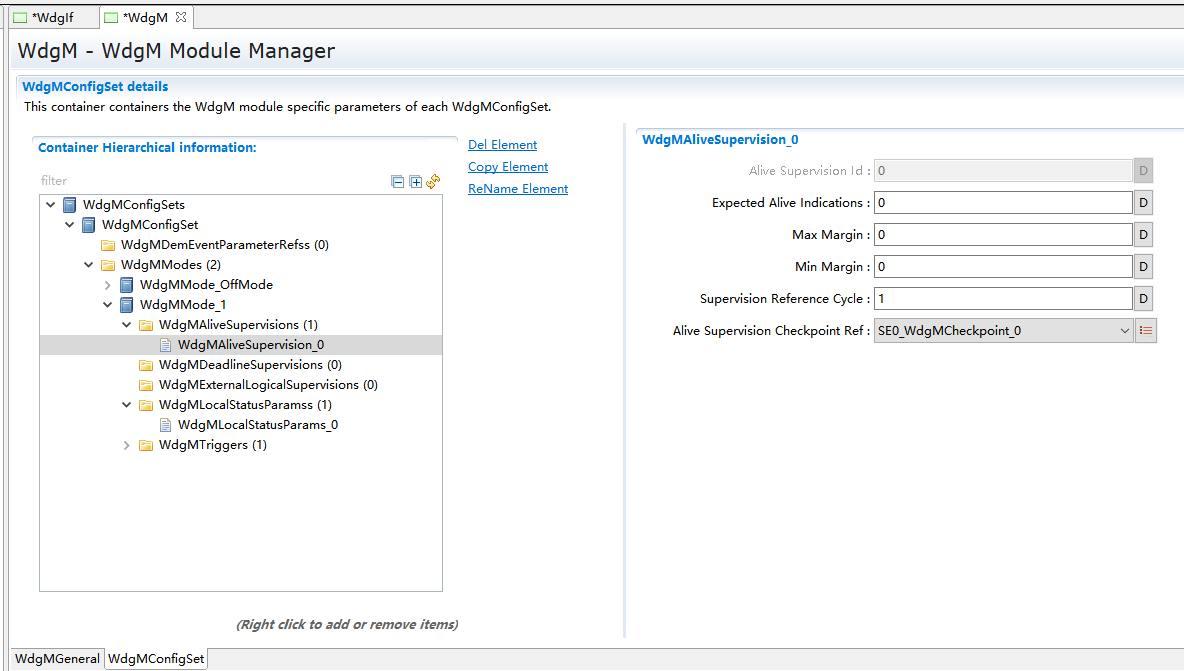 *WdgIf
*WdgM
WdgM - WdgM Module Manager
WdgMConfigSet details
This container containers the WdgM module specific parameters of each WdgMConfigSet.
Container Hierarchical information:
filter
WdgMConfigSets
WdgMConfigSet
WdgMDemEventParameterRefss (0)
WdgMModes (2)
WdgMMode_OffMode
WdgMMode_1
WdgMAliveSupervisions (1)
WdgMAliveSupervision_0
WdgMDeadlineSupervisions (0)
WdgMExternalLogicalSupervisions (0)
WdgMLocalStatusParamss (1)
WdgMLocalStatusParams_0
WdgMTriggers (1)
(Right click to add or remove items)
Del Element
Copy Element
ReName Element
WdgMAliveSupervision_0
Alive Supervision Id : 0 D
Expected Alive Indications : 0 D
Max Margin : 0 D
Min Margin : 0 D
Supervision Reference Cycle : 1 D
Alive Supervision Checkpoint Ref : SE0_WdgMCheckpoint_0
WdgMGeneral WdgMConfigSet